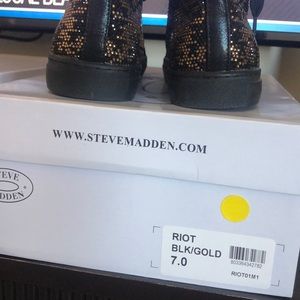 WWW.STEVEMADDEN.COM
STEVE
MADDEN
RIOT
BLK/GOLD
7.0
RIOT01M1